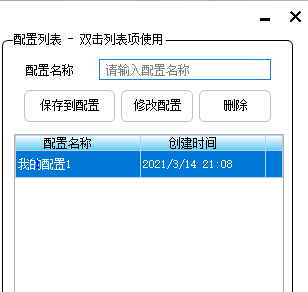 配置列表 - 双击列表项使用
配置名称 请输入配置名称
保存到配置 修改配置 删除
配置名称 创建时间
我的配置1 2021/3/14 21:08